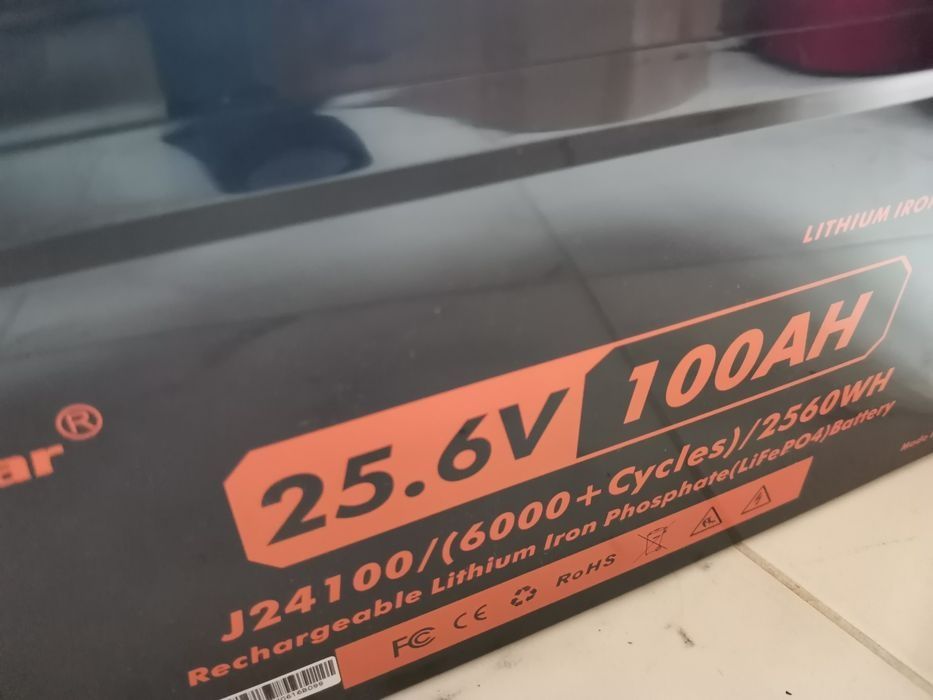 LITHIUM IRON
ar®
25.6V 100AH
J24100/(6000+Cycles)/2560WH
Rechargeable Lithium Iron Phosphate(LiFePO4)Battery
FC CE RoHS
Made